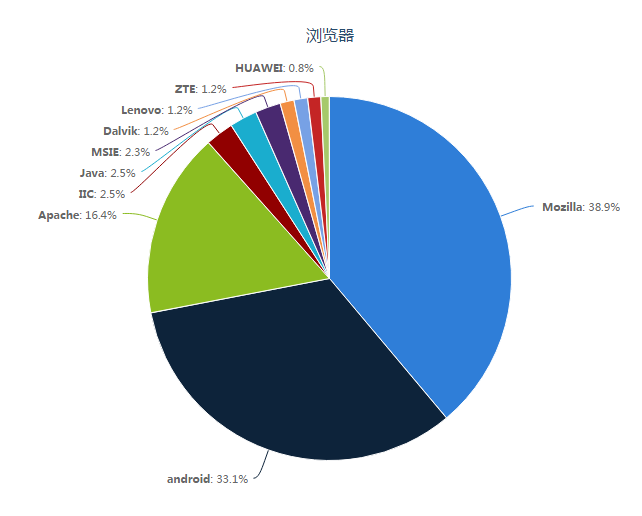 浏览器
HUAWEI: 0.8%
ZTE: 1.2%
Lenovo: 1.2%
Dalvik: 1.2%
MSIE: 2.3%
Java: 2.5%
IIC: 2.5%
Apache: 16.4%
Mozilla: 38.9%
android: 33.1%